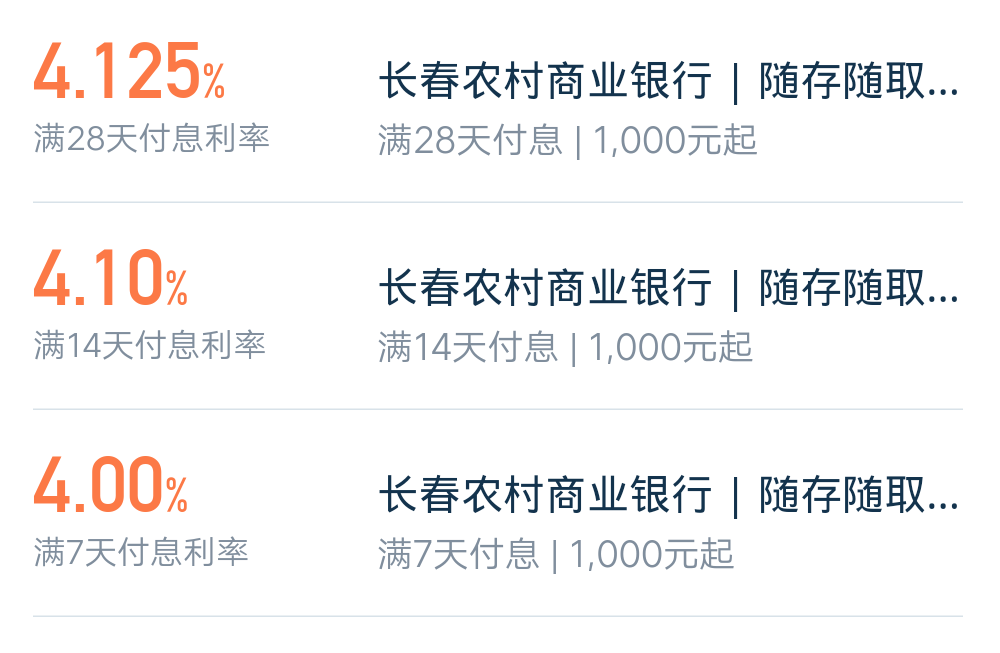 4.125% 长春农村商业银行 | 随存随取...
满28天付息利率 满28天付息 | 1,000元起
4.10% 长春农村商业银行 | 随存随取...
满14天付息利率 满14天付息 | 1,000元起
4.00% 长春农村商业银行 | 随存随取...
满7天付息利率 满7天付息 | 1,000元起